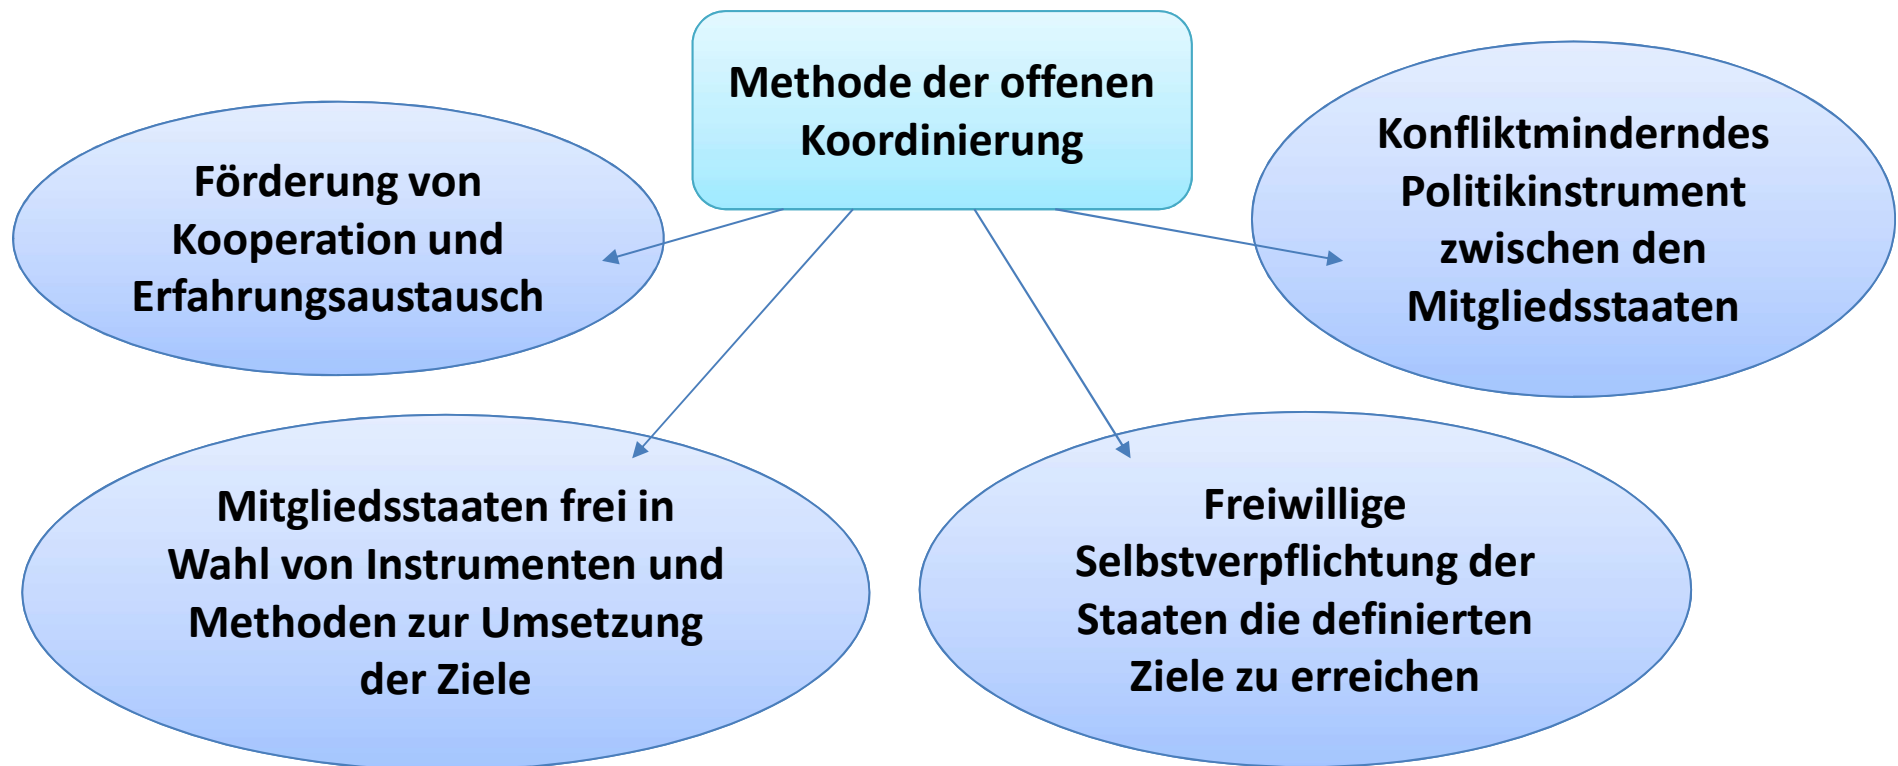 Methode der offenen
Koordinierung
Förderung von
Kooperation und
Erfahrungsaustausch
Konfliktminderndes
Politikinstrument
zwischen den
Mitgliedsstaaten
Mitgliedsstaaten frei in
Wahl von Instrumenten und
Methoden zur Umsetzung
der Ziele
Freiwillige
Selbstverpflichtung der
Staaten die definierten
Ziele zu erreichen